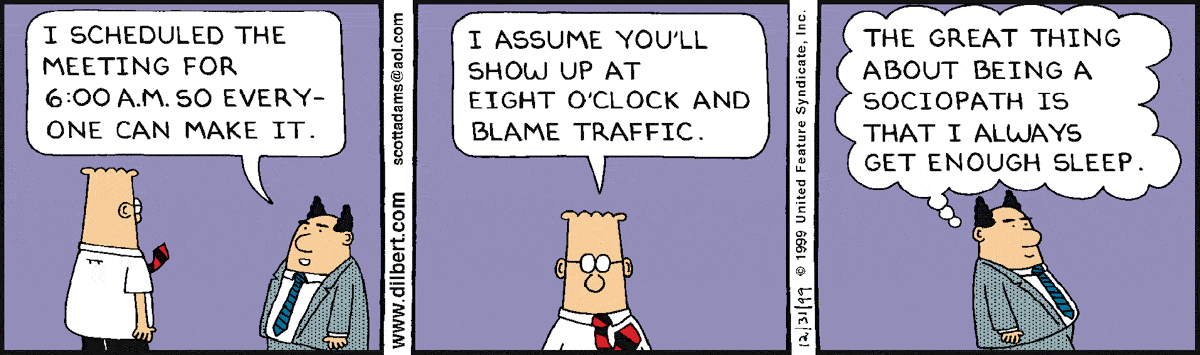 I SCHEDULED THE
MEETING FOR
6:00 A.M. SO EVERY-
ONE CAN MAKE IT.
www.dilbert.com scottadams@aol.com
I ASSUME YOU'LL
SHOW UP AT
EIGHT O'CLOCK AND
BLAME TRAFFIC.
12/31/99 © 1999 United Feature Syndicate, Inc.
THE GREAT THING
ABOUT BEING A
SOCIOPATH IS
THAT I ALWAYS
GET ENOUGH SLEEP.